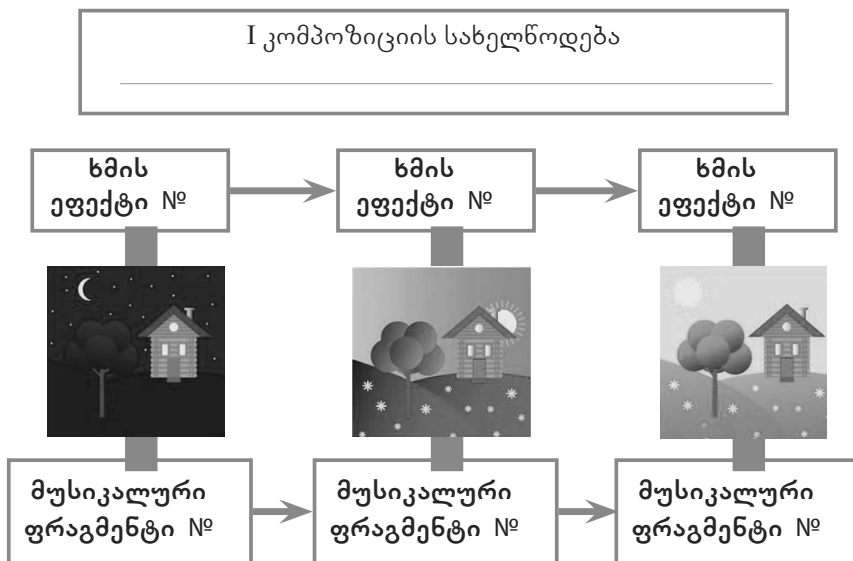 I კომპოზიციის სახელწოდება
ხმის
ეფექტი №
ხმის
ეფექტი №
ხმის
ეფექტი №
მუსიკალური
ფრაგმენტი №
მუსიკალური
ფრაგმენტი №
მუსიკალური
ფრაგმენტი №